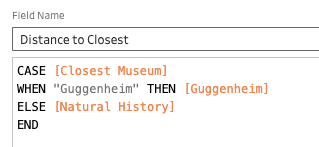 Field Name
Distance to Closest
CASE [Closest Museum]
WHEN "Guggenheim" THEN [Guggenheim]
ELSE [Natural History]
END